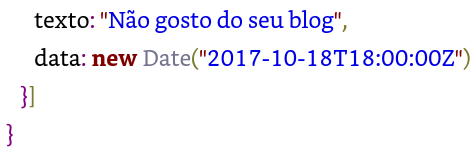 texto: "Não gosto do seu blog",
data: new Date("2017-10-18T18:00:00Z")
}]
}